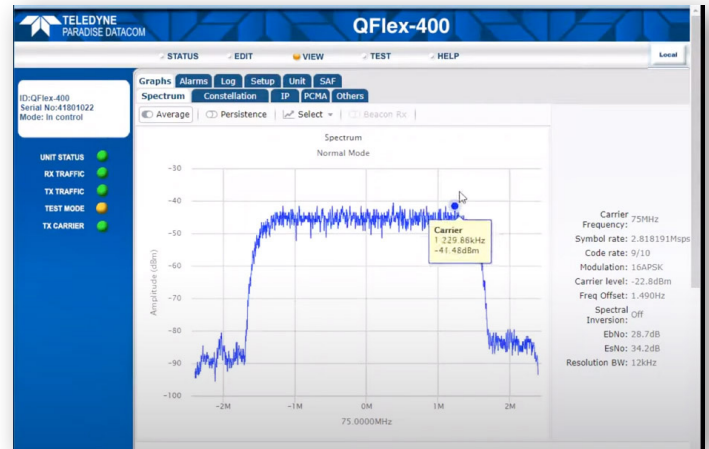 TELEDYNE
PARADISE DATACOM
QFlex-400
STATUS EDIT VIEW TEST HELP
Local
ID:QFlex-400
Serial No:41801022
Mode: In control
UNIT STATUS
RX TRAFFIC
TX TRAFFIC
TEST MODE
TX CARRIER
Graphs Alarms Log Setup Unit SAF
Spectrum Constellation IP PCMA Others
Average Persistence Select Beacon Rx
Spectrum
Normal Mode
Amplitude (dBm)
-30
-40
-50
-60
-70
-80
-90
-100
Carrier
1 229.86kHz
-41.48dBm
-2M -1M 0M 1M 2M
75.0000MHz
Carrier Frequency: 75MHz
Symbol rate: 2.818191Msps
Code rate: 9/10
Modulation: 16APSK
Carrier level: -22.8dBm
Freq Offset: 1.490Hz
Spectral Inversion: Off
EbNo: 28.7dB
EsNo: 34.2dB
Resolution BW: 12kHz